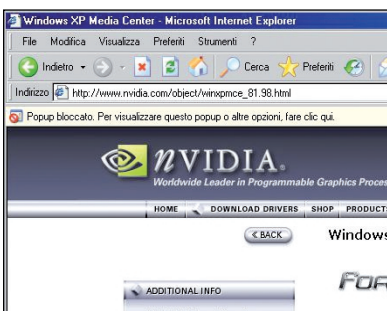 Windows XP Media Center - Microsoft Internet Explorer
File Modifica Visualizza Preferiti Strumenti ?
Indietro Cerca Preferiti
Indirizzo http://www.nvidia.com/object/winxpmce_81.98.html
Popup bloccato. Per visualizzare questo popup o altre opzioni, fare clic qui.
NVIDIA.
Worldwide Leader in Programmable Graphics Proces
HOME DOWNLOAD DRIVERS SHOP PRODUCT
< BACK Windows
ADDITIONAL INFO